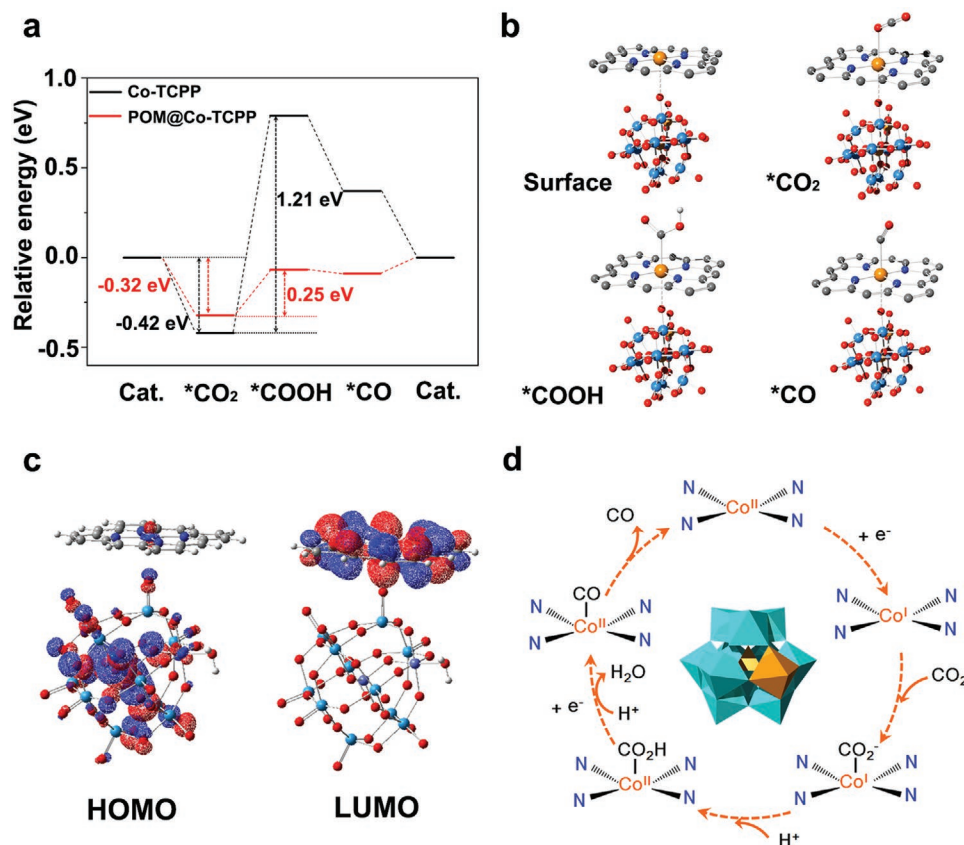 a
Relative energy (eV)
1.0
0.5
0.0
-0.5
Co-TCPP
POM@Co-TCPP
1.21 eV
-0.32 eV
0.25 eV
-0.42 eV
Cat. *CO₂ *COOH *CO Cat.
b
Surface
*CO₂
*COOH
*CO
c
HOMO
LUMO
d
N N
Coᴵᴵ
N N
CO
+ e⁻
CO
N N
Coᴵᴵ
N N
N N
Coᴵ
N N
H₂O
+ e⁻
H⁺
CO₂
CO₂H
N N
Coᴵᴵ
N N
CO₂⁻
N N
Coᴵ
N N
H⁺